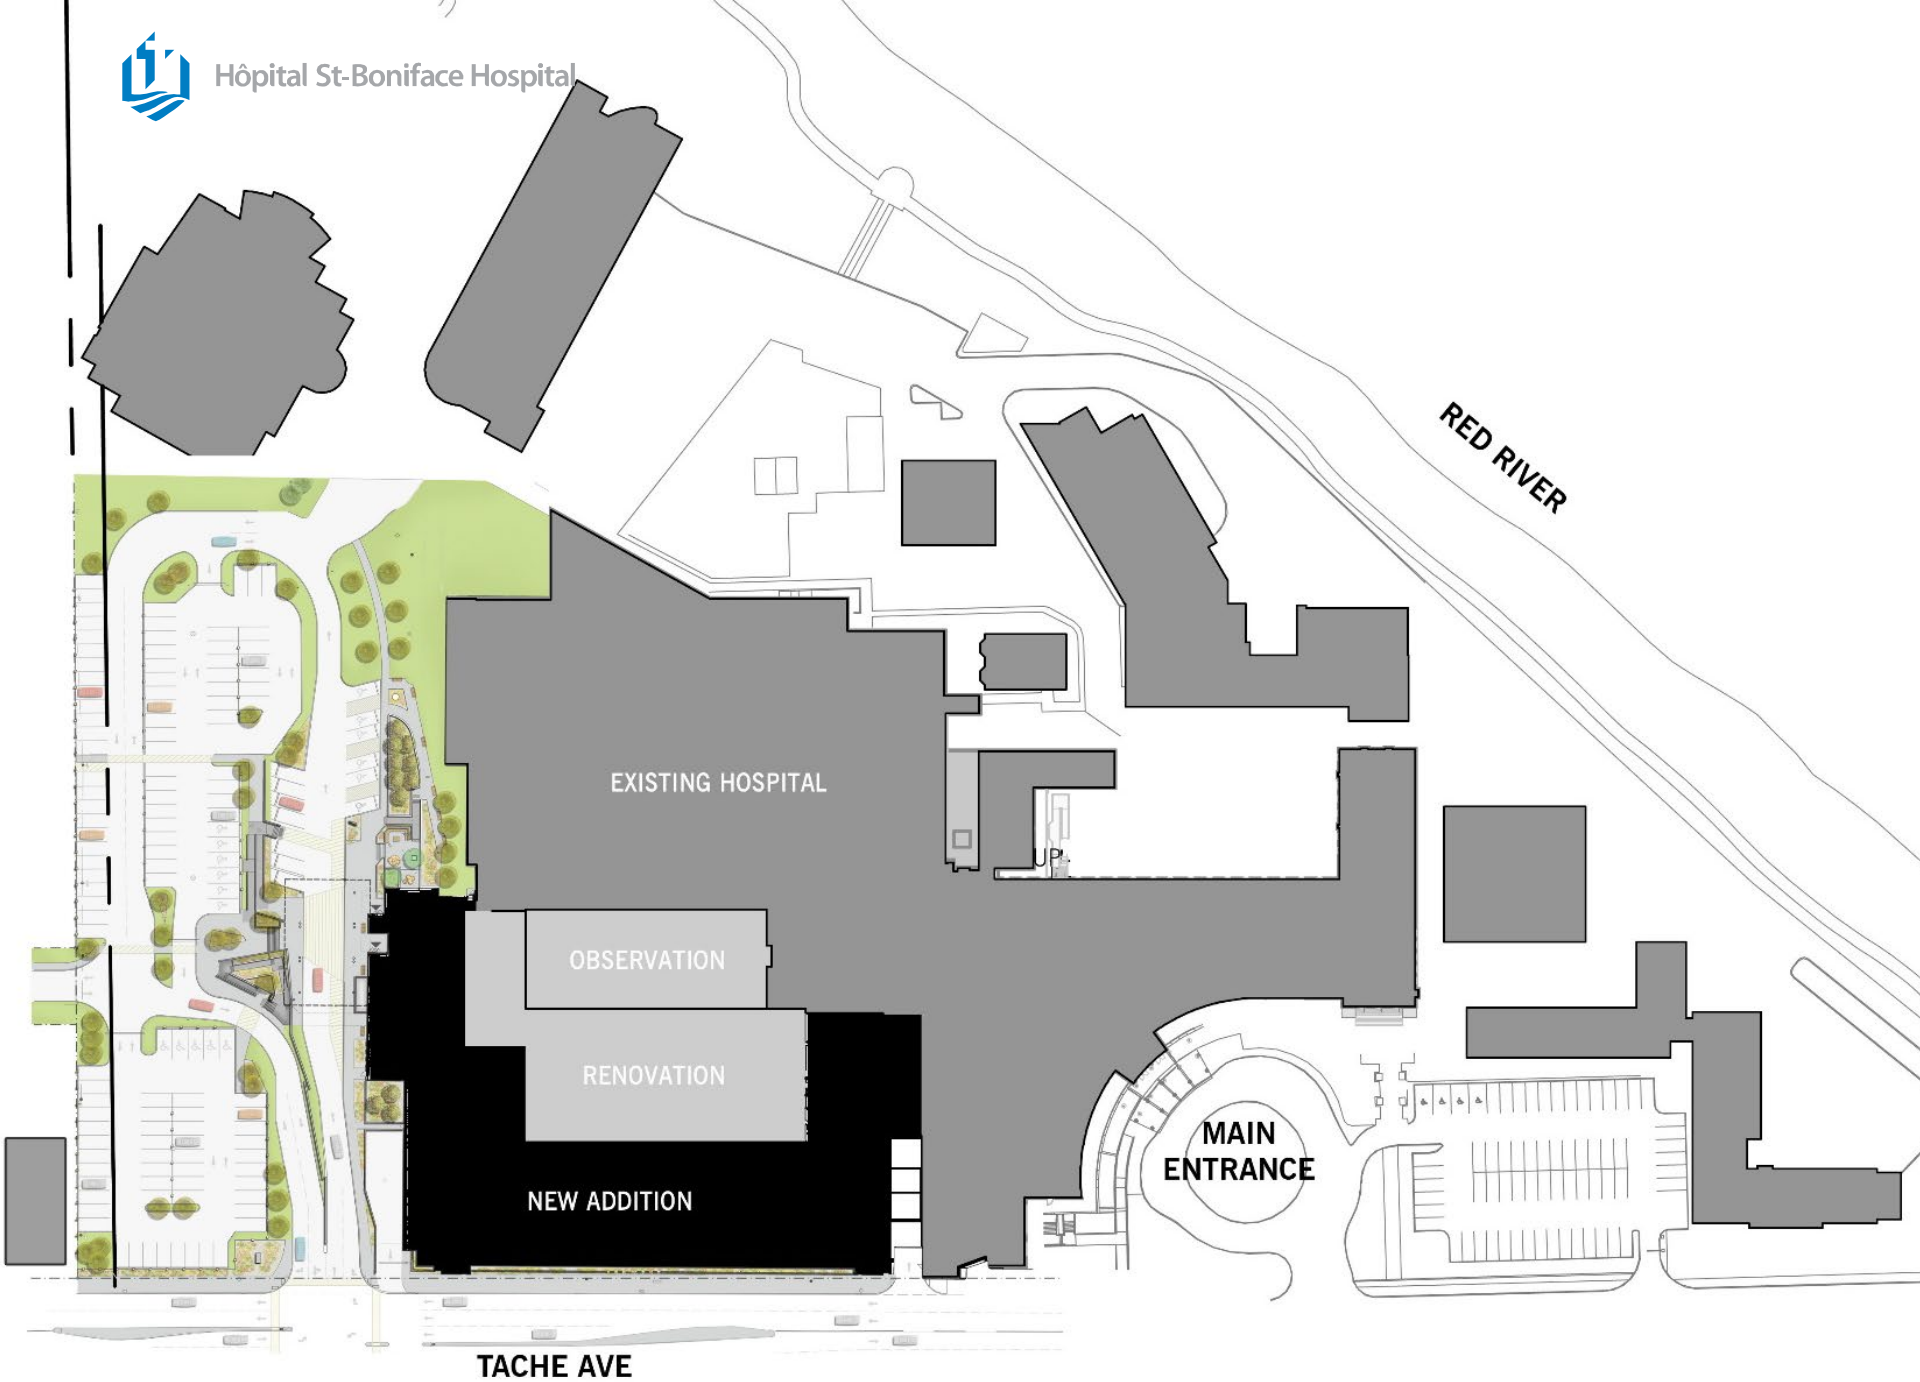 Hôpital St-Boniface Hospital
RED RIVER
EXISTING HOSPITAL
UP
OBSERVATION
RENOVATION
MAIN
ENTRANCE
NEW ADDITION
TACHE AVE